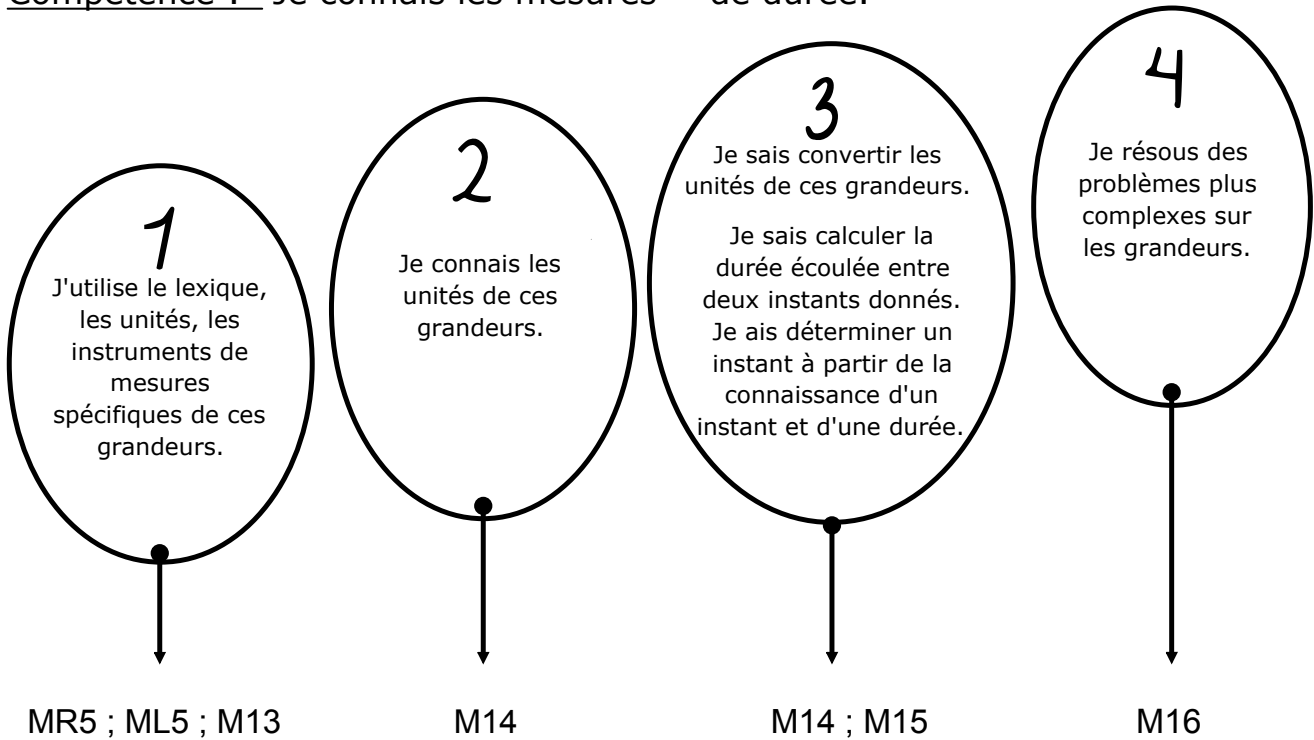 Compétence : Je connais les mesures de durée.
1
J'utilise le lexique,
les unités, les
instruments de
mesures
spécifiques de ces
grandeurs.
2
Je connais les
unités de ces
grandeurs.
3
Je sais convertir les
unités de ces grandeurs.
Je sais calculer la
durée écoulée entre
deux instants donnés.
Je ais déterminer un
instant à partir de la
connaissance d'un
instant et d'une durée.
4
Je résous des
problèmes plus
complexes sur
les grandeurs.
MR5 ; ML5 ; M13
M14
M14 ; M15
M16